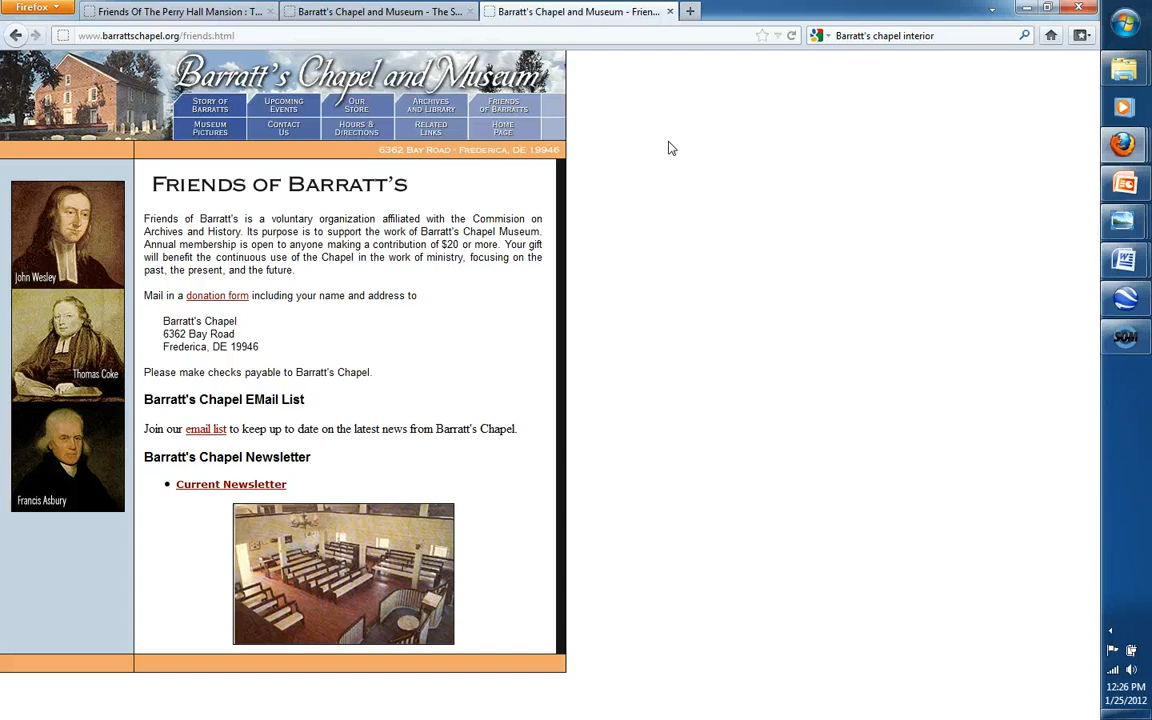 Firefox
Friends Of The Perry Hall Mansion : T...
Barratt's Chapel and Museum - The S...
Barratt's Chapel and Museum - Frien...
www.barrattschapel.org/friends.html
Barratt's chapel interior
Barratt's Chapel and Museum
STORY OF BARRATTS
UPCOMING EVENTS
OUR STORE
ARCHIVES AND LIBRARY
FRIENDS OF BARRATTS
MUSEUM PICTURES
CONTACT US
HOURS & DIRECTIONS
RELATED LINKS
HOME PAGE
6362 BAY ROAD - FREDERICA, DE 19946
FRIENDS OF BARRATT'S
Friends of Barratt's is a voluntary organization affiliated with the Commision on
Archives and History. Its purpose is to support the work of Barratt's Chapel Museum.
Annual membership is open to anyone making a contribution of $20 or more. Your gift
will benefit the continuous use of the Chapel in the work of ministry, focusing on the
past, the present, and the future.
Mail in a donation form including your name and address to
Barratt's Chapel
6362 Bay Road
Frederica, DE 19946
Please make checks payable to Barratt's Chapel.
Barratt's Chapel EMail List
Join our email list to keep up to date on the latest news from Barratt's Chapel.
Barratt's Chapel Newsletter
Current Newsletter
John Wesley
Thomas Coke
Francis Asbury
SOM
12:26 PM
1/25/2012